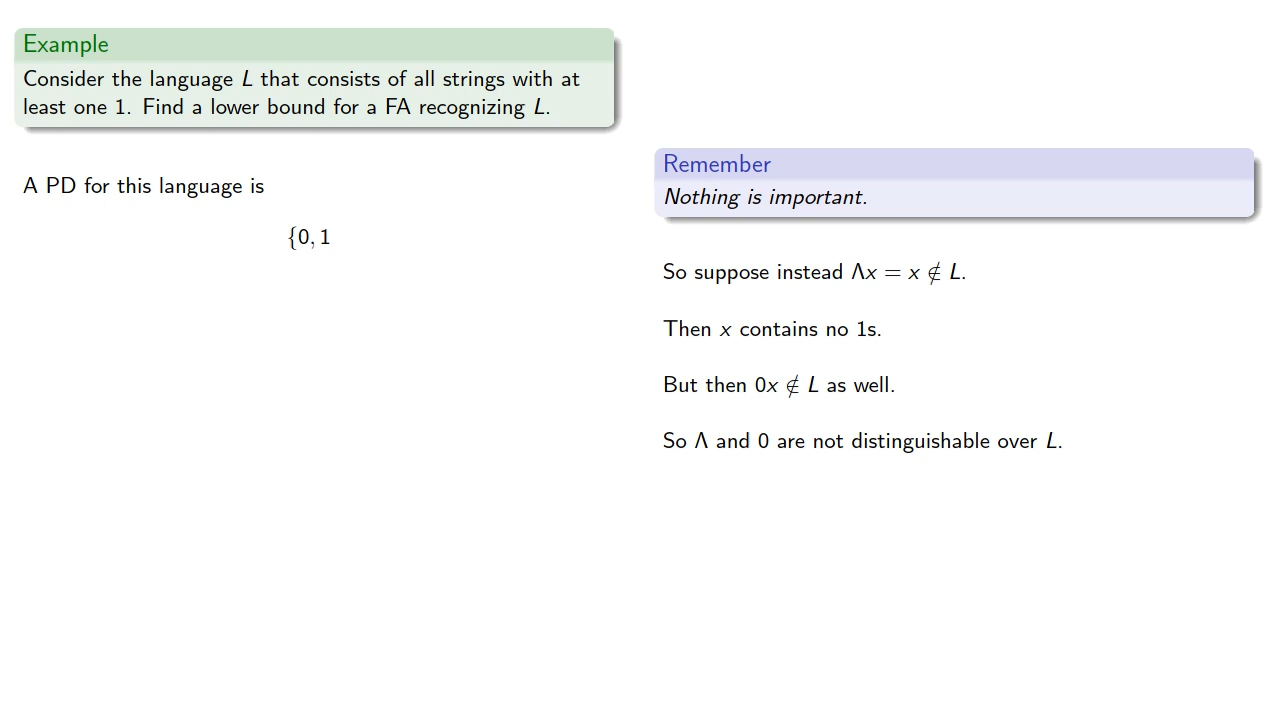 Example
Consider the language L that consists of all strings with at
least one 1. Find a lower bound for a FA recognizing L.
A PD for this language is
{0, 1
Remember
Nothing is important.
So suppose instead Λx = x ∉ L.
Then x contains no 1s.
But then 0x ∉ L as well.
So Λ and 0 are not distinguishable over L.